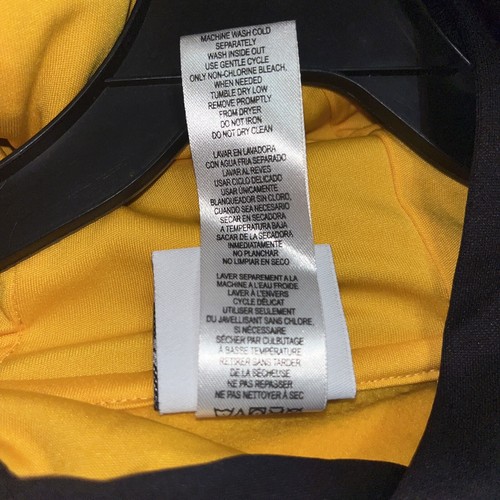 MACHINE WASH COLD
SEPARATELY
WASH INSIDE OUT
USE GENTLE CYCLE
ONLY NON-CHLORINE BLEACH,
WHEN NEEDED
TUMBLE DRY LOW
REMOVE PROMPTLY
FROM DRYER
DO NOT IRON
DO NOT DRY CLEAN
LAVAR EN LAVADORA
CON AGUA FRIA SEPARADO
LAVAR AL REVES
USAR CICLO DELICADO
USAR ÚNICAMENTE
BLANQUEADOR SIN CLORO,
CUANDO SEA NECESARIO
SECAR EN SECADORA
A TEMPERATURA BAJA
SACAR DE LA SECADORA
INMEDIATAMENTE
NO PLANCHAR
NO LIMPIAR EN SECO
LAVER SEPAREMENT A LA
MACHINE A L'EAU FROIDE
LAVER À L'ENVERS
CYCLE DÉLICAT
UTILISER SEULEMENT
DU JAVELLISANT SANS CHLORE,
SI NÉCESSAIRE
SÉCHER PAR CULBUTAGE
À BASSE TEMPÉRATURE
RETIRER SANS TARDER
DE LA SÉCHEUSE
NE PAS REPASSER
NE PAS NETTOYER À SEC